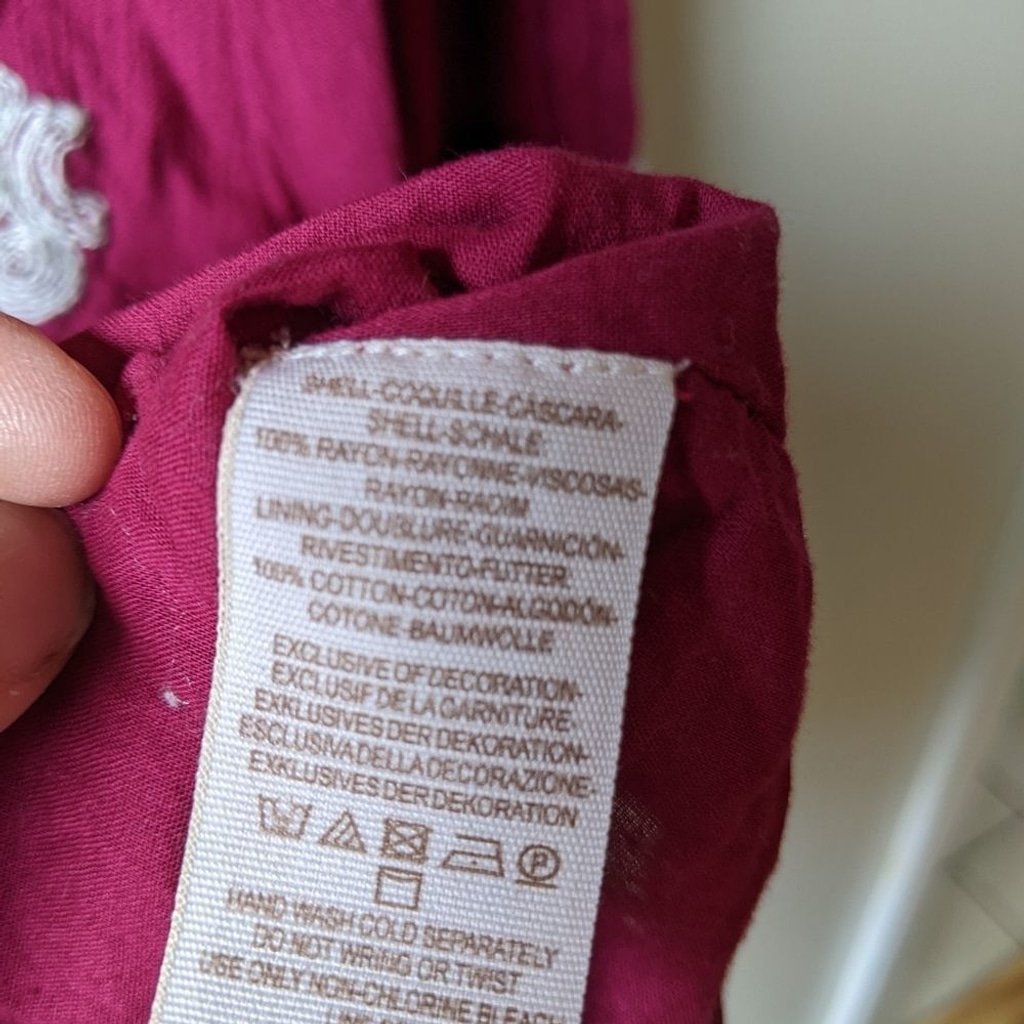 SHELL-COQUILLE-CASCARA-
SHELL-SCHALE
100% RAYON-RAYONNE-VISCOSAS-
RAYON-RAION
LINING-DOUBLURE-GUARNICION-
RIVESTIMENTO-FUTTER
100% COTTON-COTON-ALGODÓN-
COTONE-BAUMWOLLE
EXCLUSIVE OF DECORATION-
EXCLUSIF DE LA GARNITURE,
EXKLUSIVES DER DEKORATION-
ESCLUSIVA DELLA DECORAZIONE
EXKLUSIVES DER DEKORATION
P
HAND WASH COLD SEPARATELY
DO NOT WRING OR TWIST
USE ONLY NON-CHLORINE BLEACH